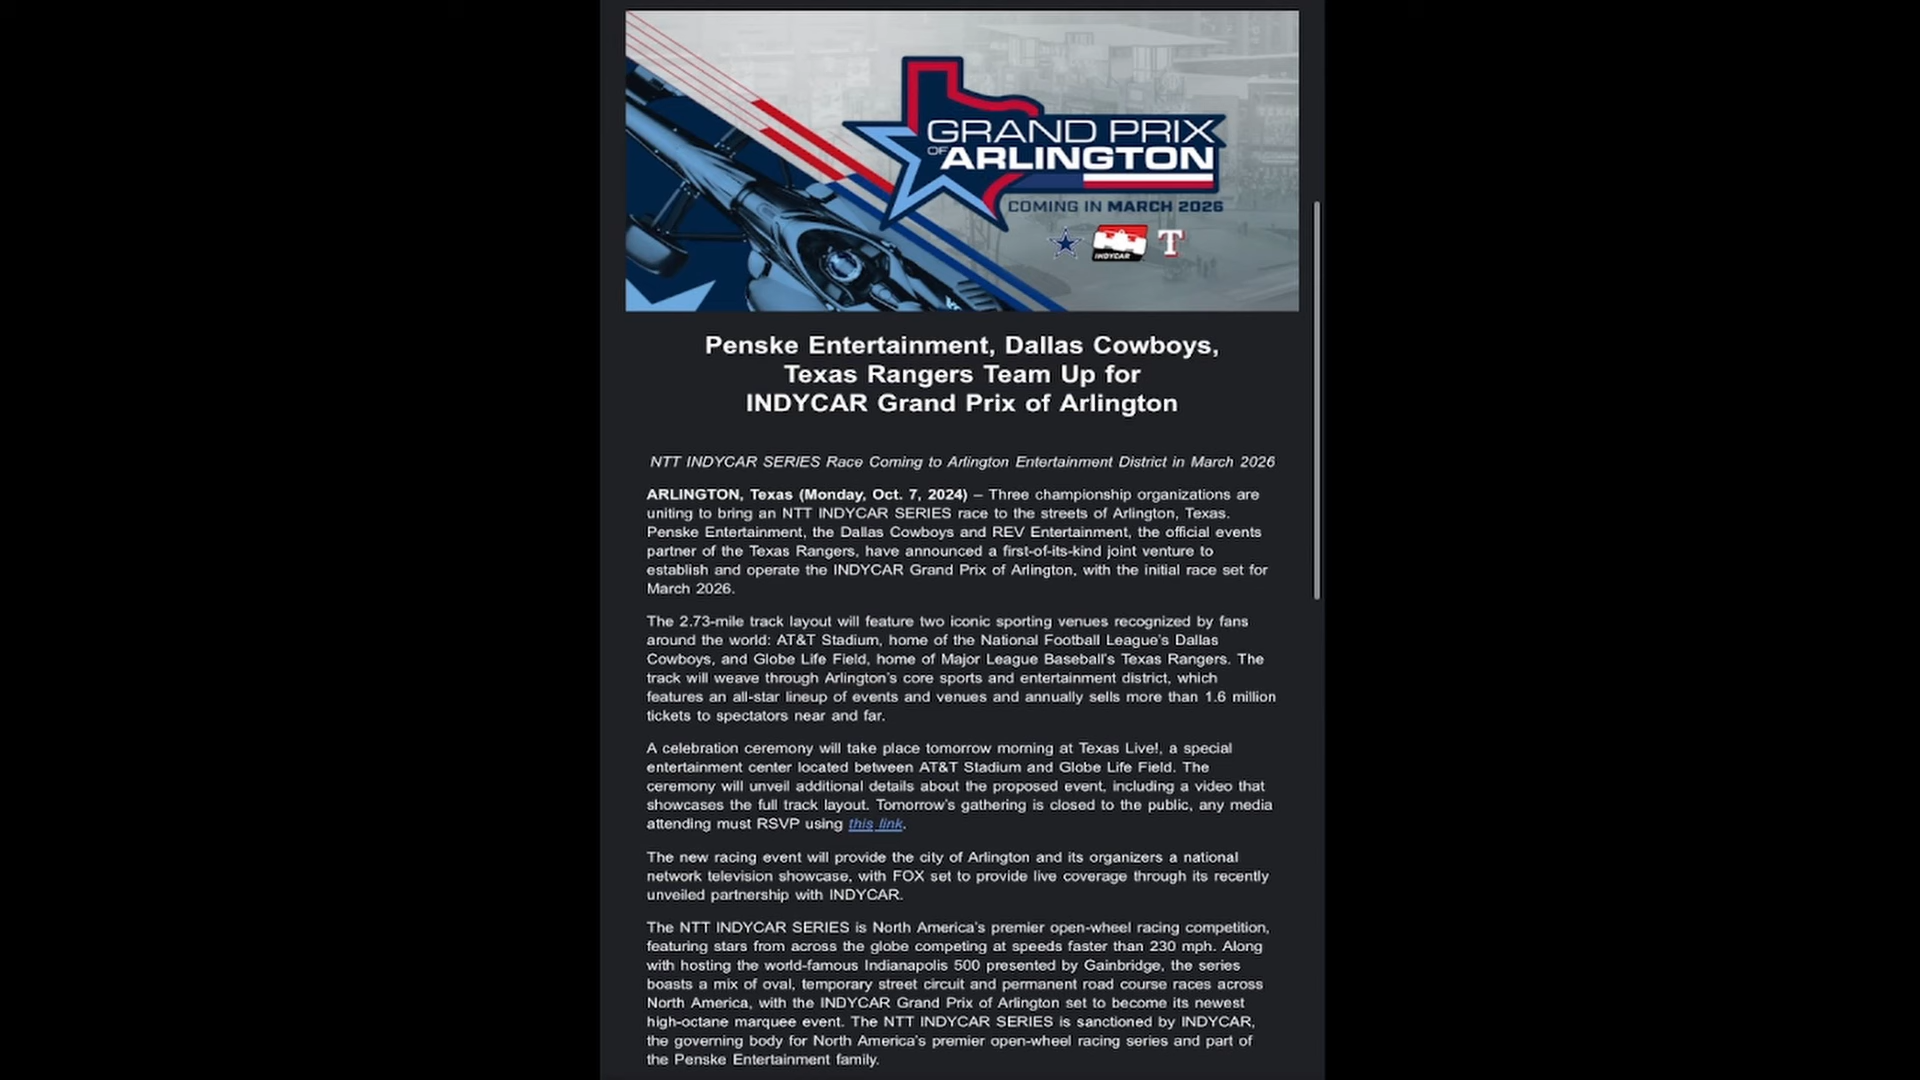 GRAND PRIX
OF ARLINGTON
COMING IN MARCH 2026
INDYCAR
T
Penske Entertainment, Dallas Cowboys,
Texas Rangers Team Up for
INDYCAR Grand Prix of Arlington
NTT INDYCAR SERIES Race Coming to Arlington Entertainment District in March 2026
ARLINGTON, Texas (Monday, Oct. 7, 2024) – Three championship organizations are
uniting to bring an NTT INDYCAR SERIES race to the streets of Arlington, Texas.
Penske Entertainment, the Dallas Cowboys and REV Entertainment, the official events
partner of the Texas Rangers, have announced a first-of-its-kind joint venture to
establish and operate the INDYCAR Grand Prix of Arlington, with the initial race set for
March 2026.
The 2.73-mile track layout will feature two iconic sporting venues recognized by fans
around the world: AT&T Stadium, home of the National Football League's Dallas
Cowboys, and Globe Life Field, home of Major League Baseball's Texas Rangers. The
track will weave through Arlington's core sports and entertainment district, which
features an all-star lineup of events and venues and annually sells more than 1.6 million
tickets to spectators near and far.
A celebration ceremony will take place tomorrow morning at Texas Live!, a special
entertainment center located between AT&T Stadium and Globe Life Field. The
ceremony will unveil additional details about the proposed event, including a video that
showcases the full track layout. Tomorrow's gathering is closed to the public, any media
attending must RSVP using this link.
The new racing event will provide the city of Arlington and its organizers a national
network television showcase, with FOX set to provide live coverage through its recently
unveiled partnership with INDYCAR.
The NTT INDYCAR SERIES is North America's premier open-wheel racing competition,
featuring stars from across the globe competing at speeds faster than 230 mph. Along
with hosting the world-famous Indianapolis 500 presented by Gainbridge, the series
boasts a mix of oval, temporary street circuit and permanent road course races across
North America, with the INDYCAR Grand Prix of Arlington set to become its newest
high-octane marquee event. The NTT INDYCAR SERIES is sanctioned by INDYCAR,
the governing body for North America's premier open-wheel racing series and part of
the Penske Entertainment family.